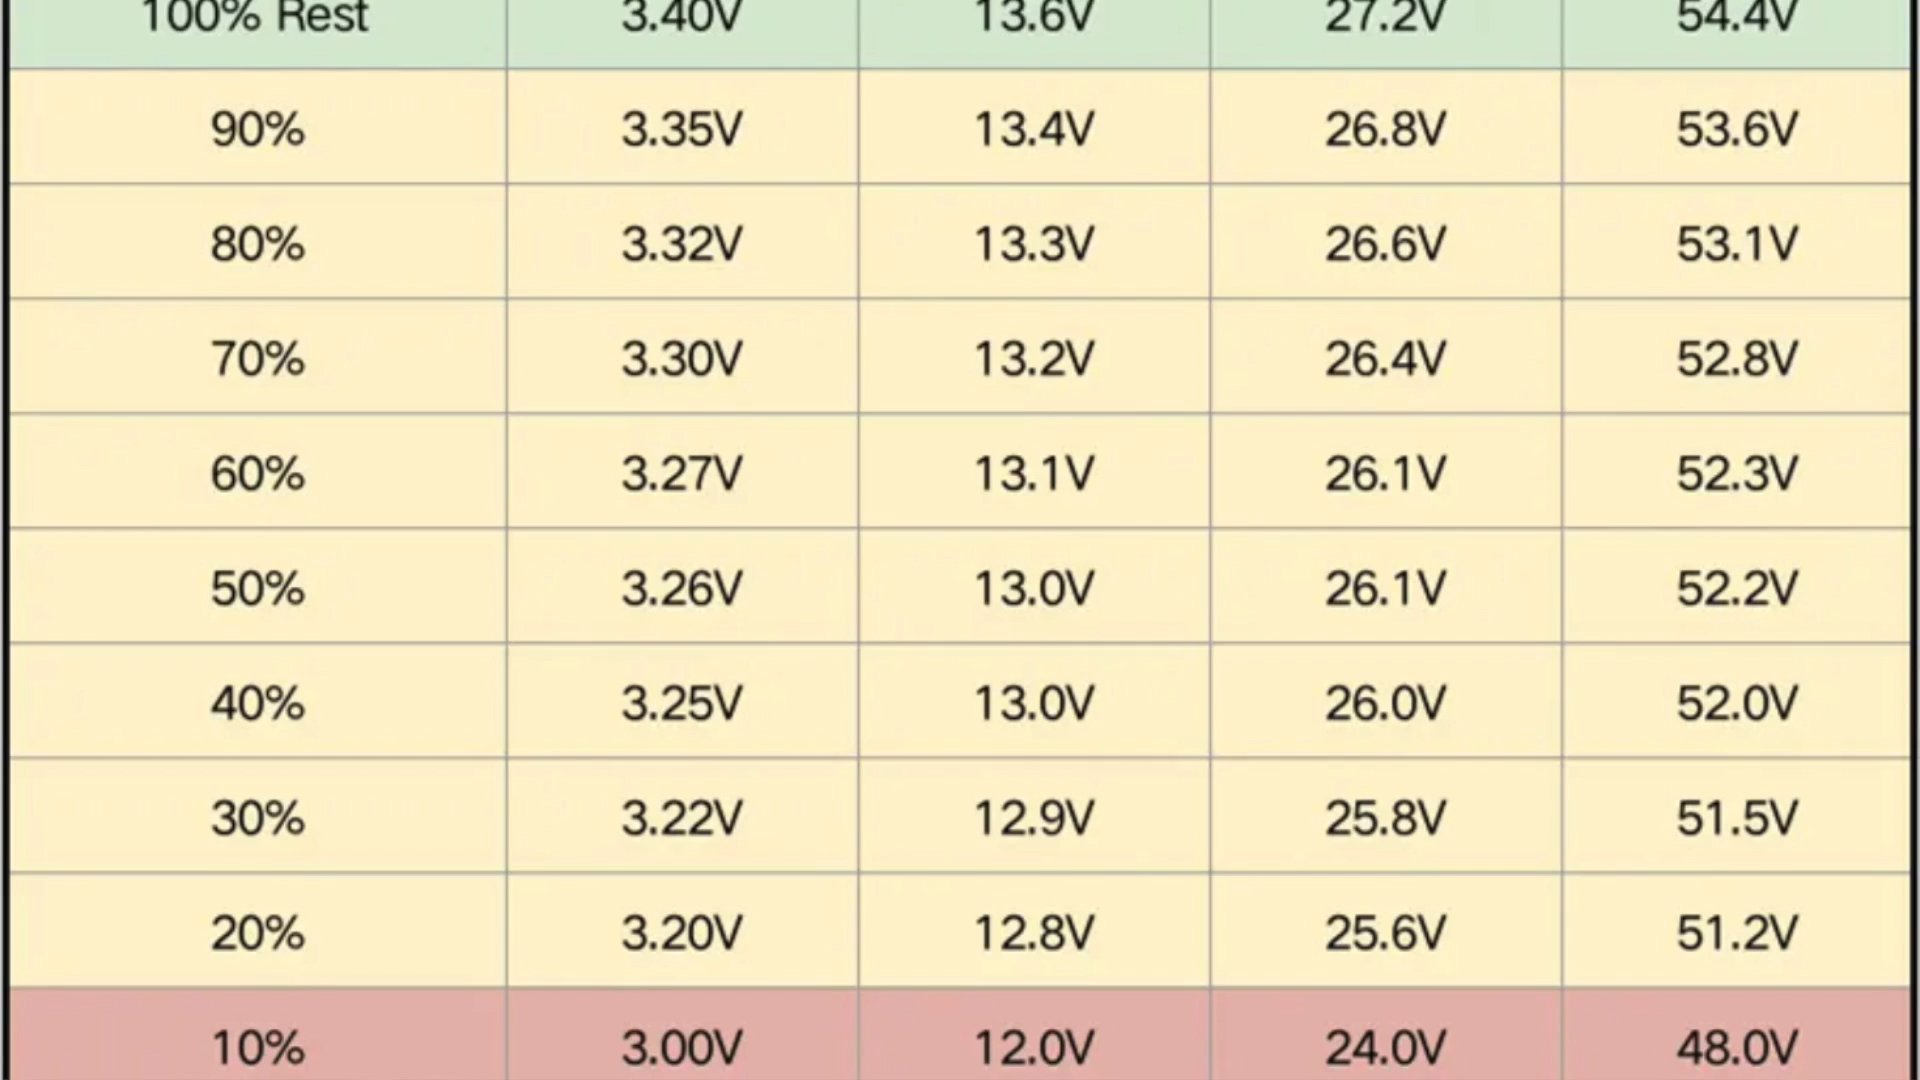 100% Rest 3.40V 13.6V 27.2V 54.4V
90% 3.35V 13.4V 26.8V 53.6V
80% 3.32V 13.3V 26.6V 53.1V
70% 3.30V 13.2V 26.4V 52.8V
60% 3.27V 13.1V 26.1V 52.3V
50% 3.26V 13.0V 26.1V 52.2V
40% 3.25V 13.0V 26.0V 52.0V
30% 3.22V 12.9V 25.8V 51.5V
20% 3.20V 12.8V 25.6V 51.2V
10% 3.00V 12.0V 24.0V 48.0V